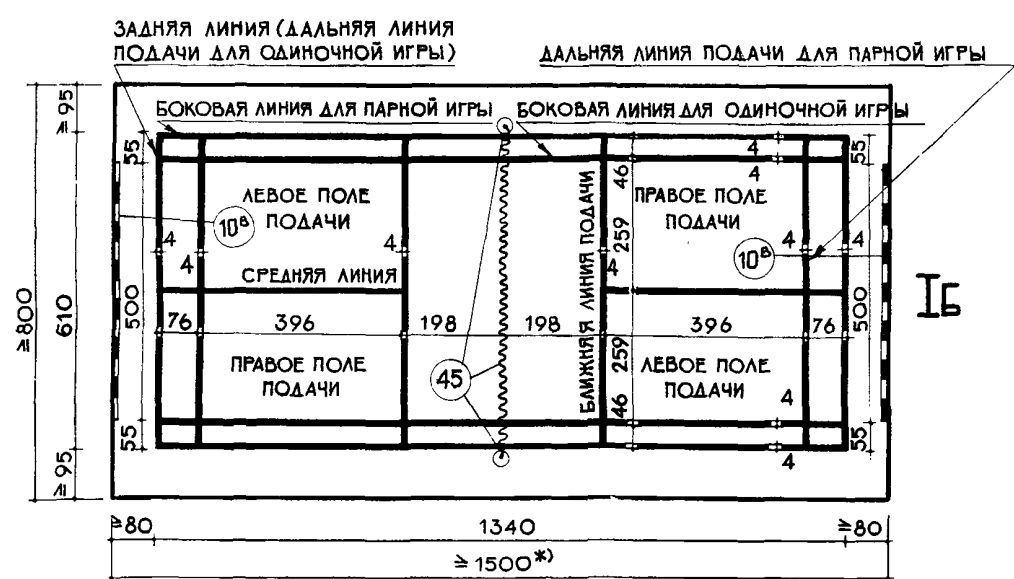 ЗАДНЯЯ ЛИНИЯ (ДАЛЬНЯЯ ЛИНИЯ
ПОДАЧИ ДЛЯ ОДИНОЧНОЙ ИГРЫ)
ДАЛЬНЯЯ ЛИНИЯ ПОДАЧИ ДЛЯ ПАРНОЙ ИГРЫ
БОКОВАЯ ЛИНИЯ ДЛЯ ПАРНОЙ ИГРЫ
БОКОВАЯ ЛИНИЯ ДЛЯ ОДИНОЧНОЙ ИГРЫ
≥ 95
55
4
4
55
46
ЛЕВОЕ ПОЛЕ
ПОДАЧИ
ПРАВОЕ ПОЛЕ
ПОДАЧИ
10В
4
4
4
259
4
10В
4
4
СРЕДНЯЯ ЛИНИЯ
БЛИЖНЯЯ ЛИНИЯ ПОДАЧИ
≥ 800
610
500
500
IБ
76
396
198
198
396
76
ПРАВОЕ ПОЛЕ
ПОДАЧИ
45
259
ЛЕВОЕ ПОЛЕ
ПОДАЧИ
46
4
55
55
≥ 95
4
≥80
1340
≥80
≥ 1500*)